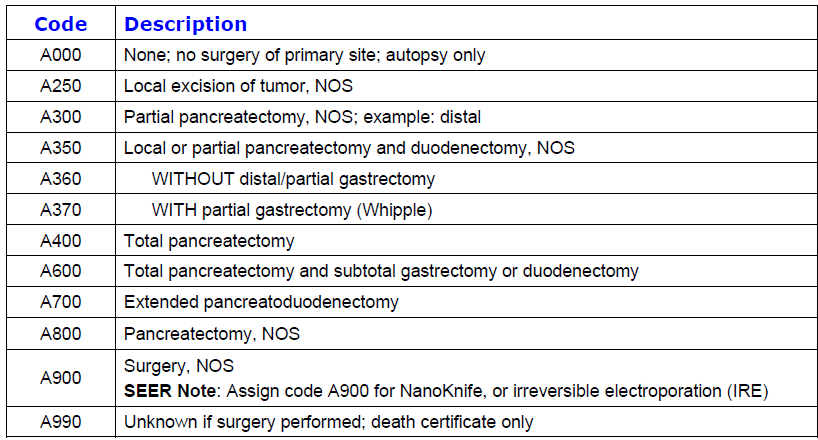 Code Description
A000 None; no surgery of primary site; autopsy only
A250 Local excision of tumor, NOS
A300 Partial pancreatectomy, NOS; example: distal
A350 Local or partial pancreatectomy and duodenectomy, NOS
A360 WITHOUT distal/partial gastrectomy
A370 WITH partial gastrectomy (Whipple)
A400 Total pancreatectomy
A600 Total pancreatectomy and subtotal gastrectomy or duodenectomy
A700 Extended pancreatoduodenectomy
A800 Pancreatectomy, NOS
A900 Surgery, NOS
SEER Note: Assign code A900 for NanoKnife, or irreversible electroporation (IRE)
A990 Unknown if surgery performed; death certificate only